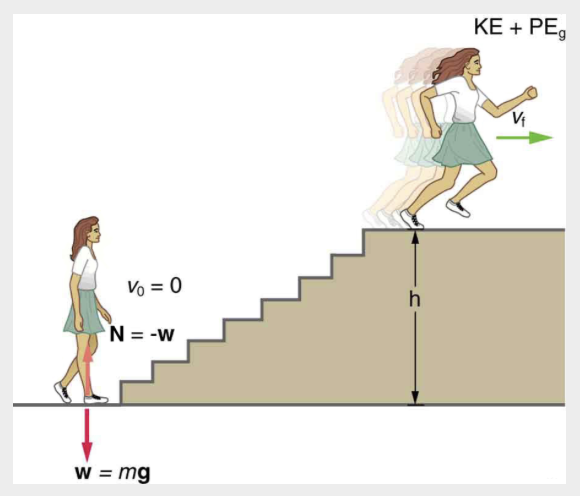 KE + PEg
vf
v0 = 0
N = -w
h
w = mg